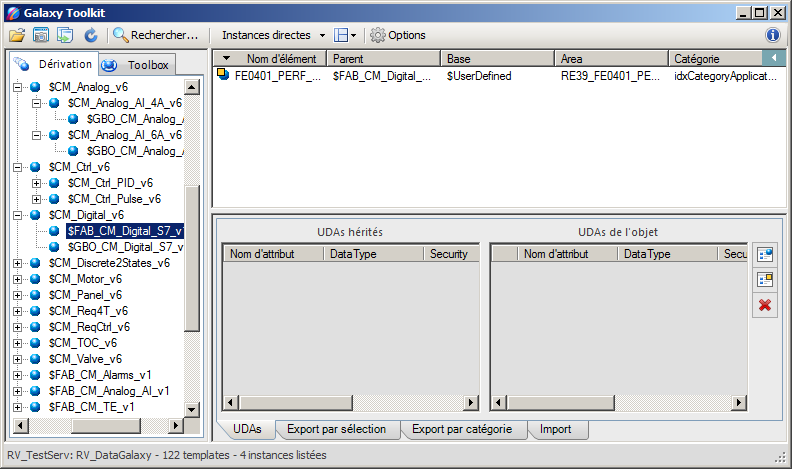 Galaxy Toolkit
Rechercher... Instances directes Options
Dérivation Toolbox
$CM_Analog_v6
$CM_Analog_AI_4A_v6
$GBO_CM_Analog_
$CM_Analog_AI_6A_v6
$GBO_CM_Analog_
$CM_Ctrl_v6
$CM_Ctrl_PID_v6
$CM_Ctrl_Pulse_v6
$CM_Digital_v6
$FAB_CM_Digital_S7_v
$GBO_CM_Digital_S7_v
$CM_Discrete2States_v6
$CM_Motor_v6
$CM_Panel_v6
$CM_Req4T_v6
$CM_ReqCtrl_v6
$CM_TOC_v6
$CM_Valve_v6
$FAB_CM_Alarms_v1
$FAB_CM_Analog_AI_v1
$FAB_CM_TE_v1
Nom d'élément Parent Base Area Catégorie
FE0401_PERF_... $FAB_CM_Digital_... $UserDefined RE39_FE0401_PE... idxCategoryApplicat...
UDAs hérités
Nom d'attribut DataType Security
UDAs de l'objet
Nom d'attribut DataType Secu
UDAs Export par sélection Export par catégorie Import
RV_TestServ: RV_DataGalaxy - 122 templates - 4 instances listées